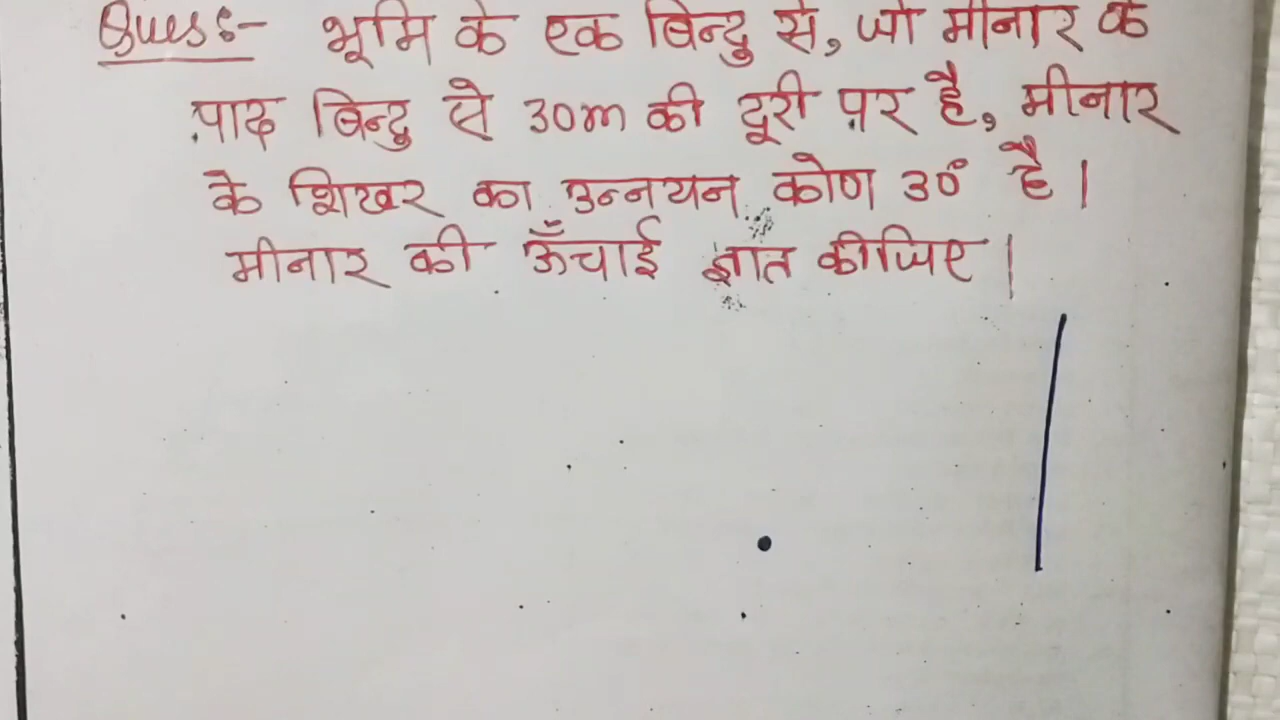 Ques:- भूमि के एक बिन्दु से, जो मीनार के
पाद बिन्दु से 30m की दूरी पर है, मीनार
के शिखर का उन्नयन कोण 30° है।
मीनार की ऊँचाई ज्ञात कीजिए।